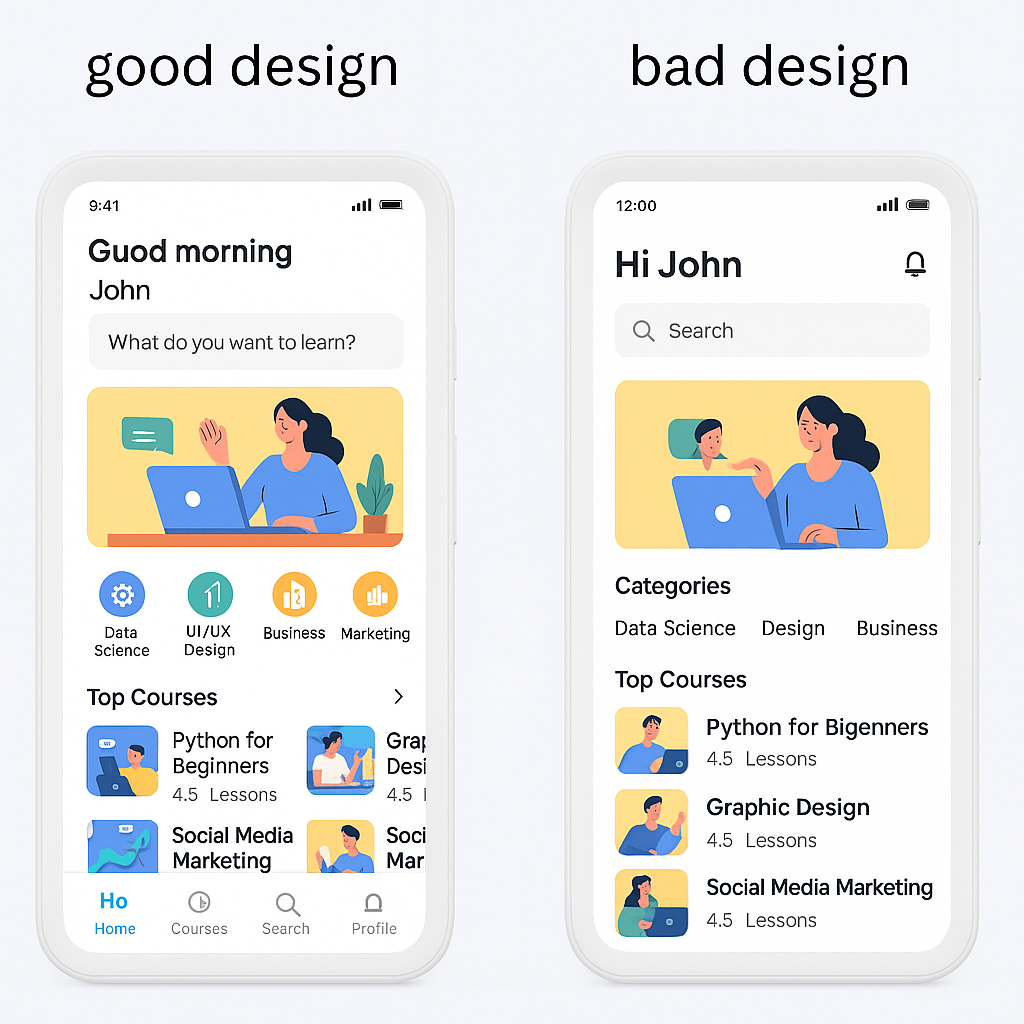 good design
bad design
9:41
Guod morning
John
What do you want to learn?
Data
Science
UI/UX
Design
Business
Marketing
Top Courses
Python for
Beginners
4.5 Lessons
Grap
Desi
4.5
Social Media
Marketing
Soci
Mar
Ho
Home
Courses
Search
Profile
12:00
Hi John
Search
Categories
Data Science Design Business
Top Courses
Python for Bigenners
4.5 Lessons
Graphic Design
4.5 Lessons
Social Media Marketing
4.5 Lessons